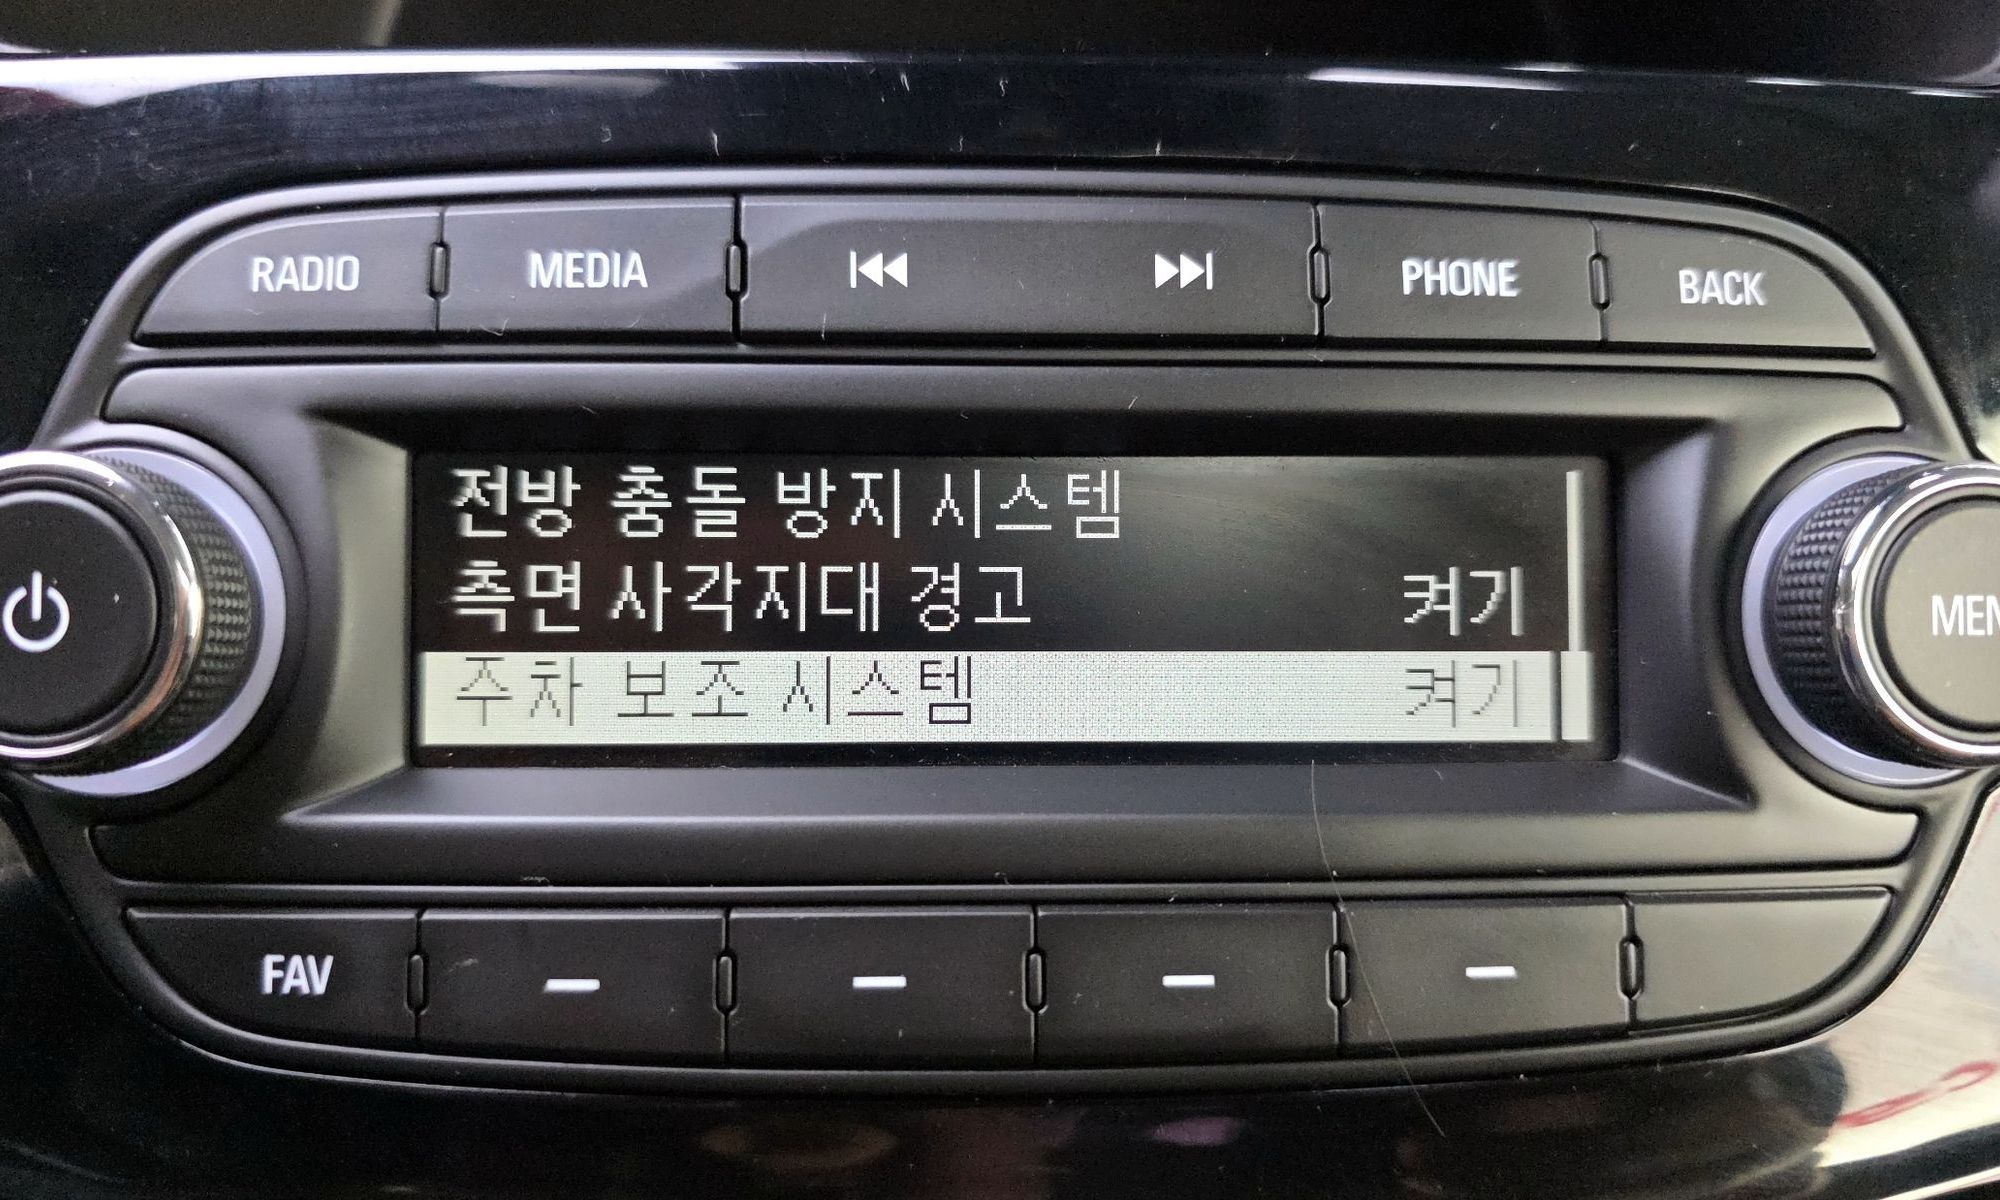 RADIO MEDIA PHONE BACK
전방 충돌 방지 시스템
측면 사각지대 경고 켜기
주차 보조 시스템 켜기
MEN
FAV